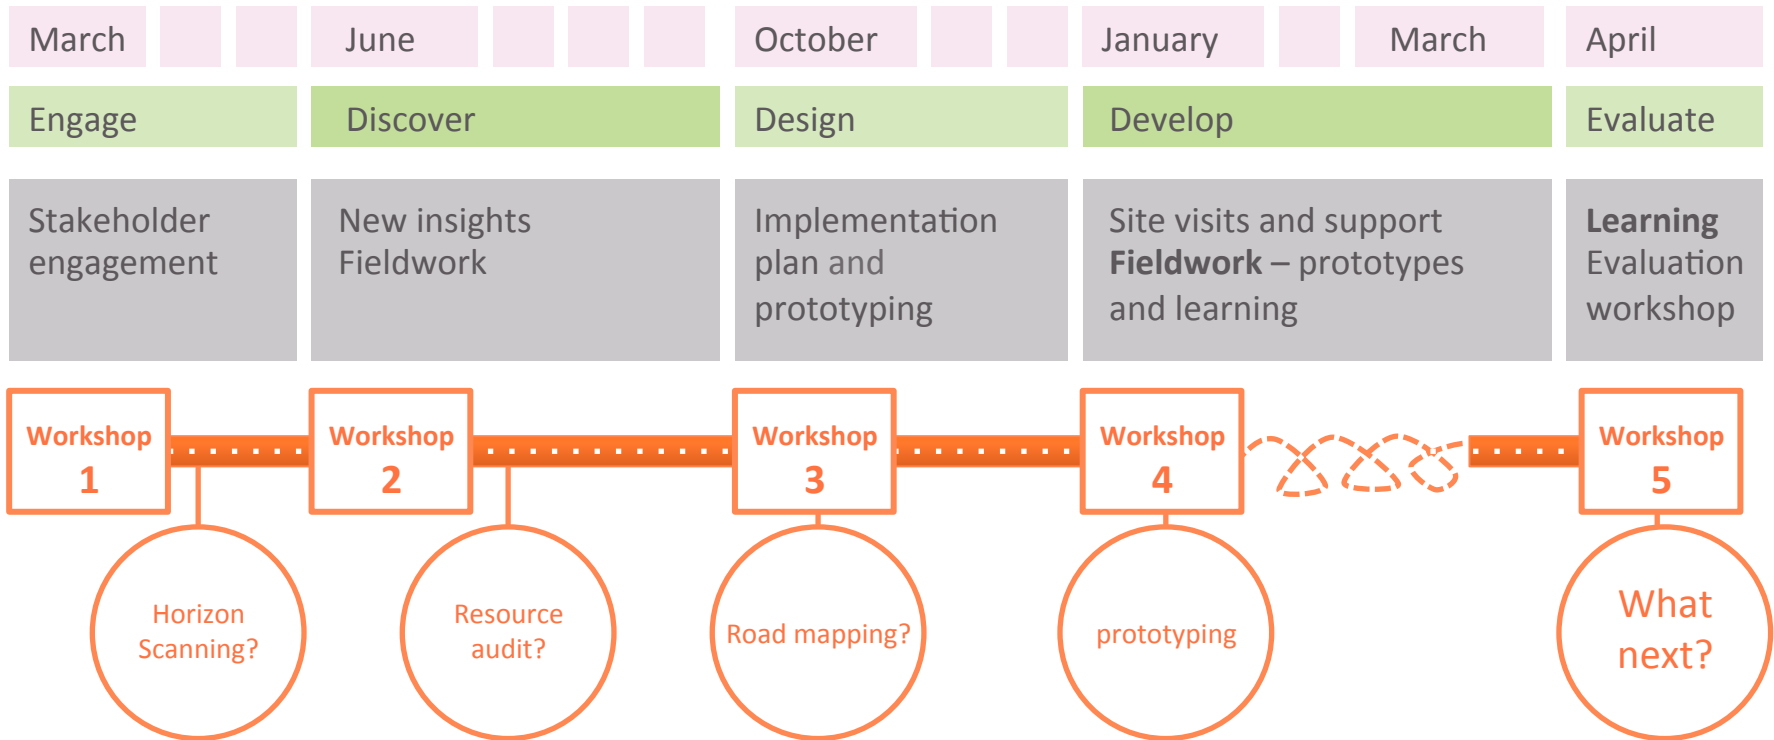 March
June
October
January
March
April
Engage
Discover
Design
Develop
Evaluate
Stakeholder
engagement
New insights
Fieldwork
Implementation
plan and
prototyping
Site visits and support
Fieldwork – prototypes
and learning
Learning
Evaluation
workshop
Workshop
1
Workshop
2
Workshop
3
Workshop
4
Workshop
5
Horizon
Scanning?
Resource
audit?
Road mapping?
prototyping
What
next?